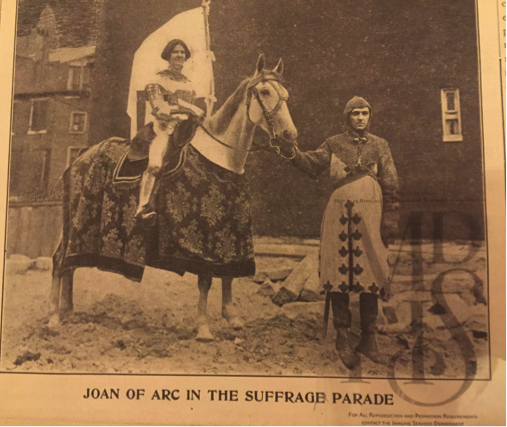 JOAN OF ARC IN THE SUFFRAGE PARADE
FOR ALL REPRODUCTION AND PERMISSION REQUIREMENTS
CONTACT THE IMAGING SERVICES DEPARTMENT